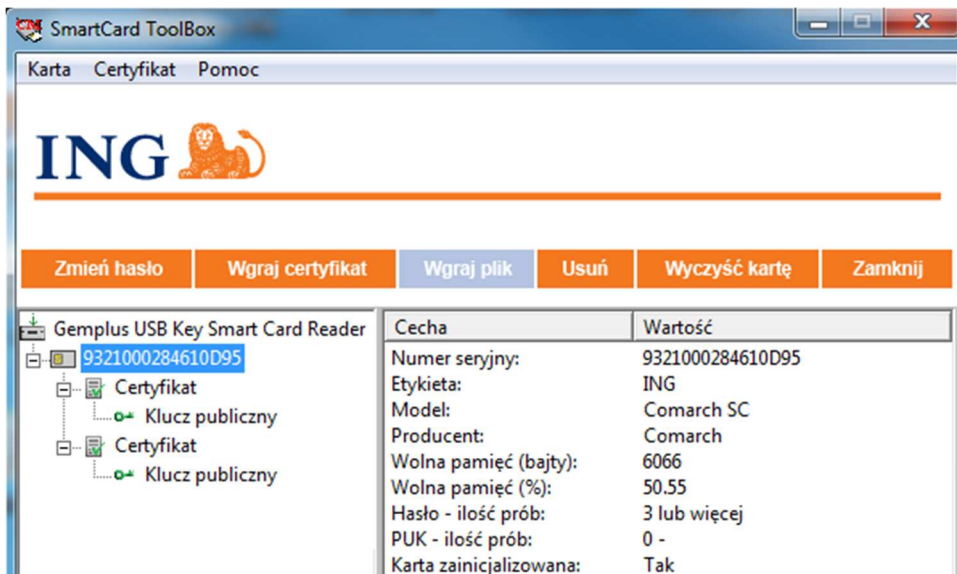 SmartCard ToolBox
Karta Certyfikat Pomoc
ING
Zmień hasło Wgraj certyfikat Wgraj plik Usuń Wyczyść kartę Zamknij
Gemplus USB Key Smart Card Reader
9321000284610D95
Certyfikat
Klucz publiczny
Certyfikat
Klucz publiczny
Cecha Wartość
Numer seryjny: 9321000284610D95
Etykieta: ING
Model: Comarch SC
Producent: Comarch
Wolna pamięć (bajty): 6066
Wolna pamięć (%): 50.55
Hasło - ilość prób: 3 lub więcej
PUK - ilość prób: 0 -
Karta zainicjalizowana: Tak